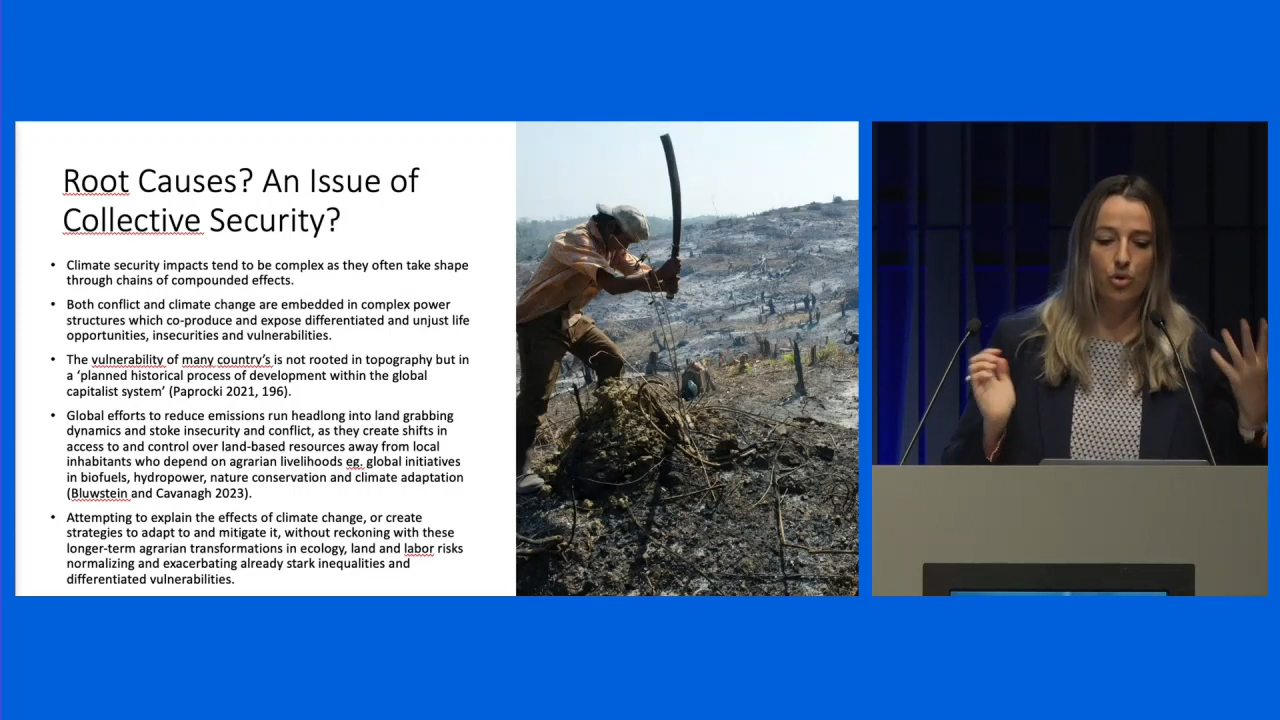 Root Causes? An Issue of
Collective Security?
• Climate security impacts tend to be complex as they often take shape
through chains of compounded effects.
• Both conflict and climate change are embedded in complex power
structures which co-produce and expose differentiated and unjust life
opportunities, insecurities and vulnerabilities.
• The vulnerability of many country’s is not rooted in topography but in
a ‘planned historical process of development within the global
capitalist system’ (Paprocki 2021, 196).
• Global efforts to reduce emissions run headlong into land grabbing
dynamics and stoke insecurity and conflict, as they create shifts in
access to and control over land-based resources away from local
inhabitants who depend on agrarian livelihoods eg. global initiatives
in biofuels, hydropower, nature conservation and climate adaptation
(Bluwstein and Cavanagh 2023).
• Attempting to explain the effects of climate change, or create
strategies to adapt to and mitigate it, without reckoning with these
longer-term agrarian transformations in ecology, land and labor risks
normalizing and exacerbating already stark inequalities and
differentiated vulnerabilities.